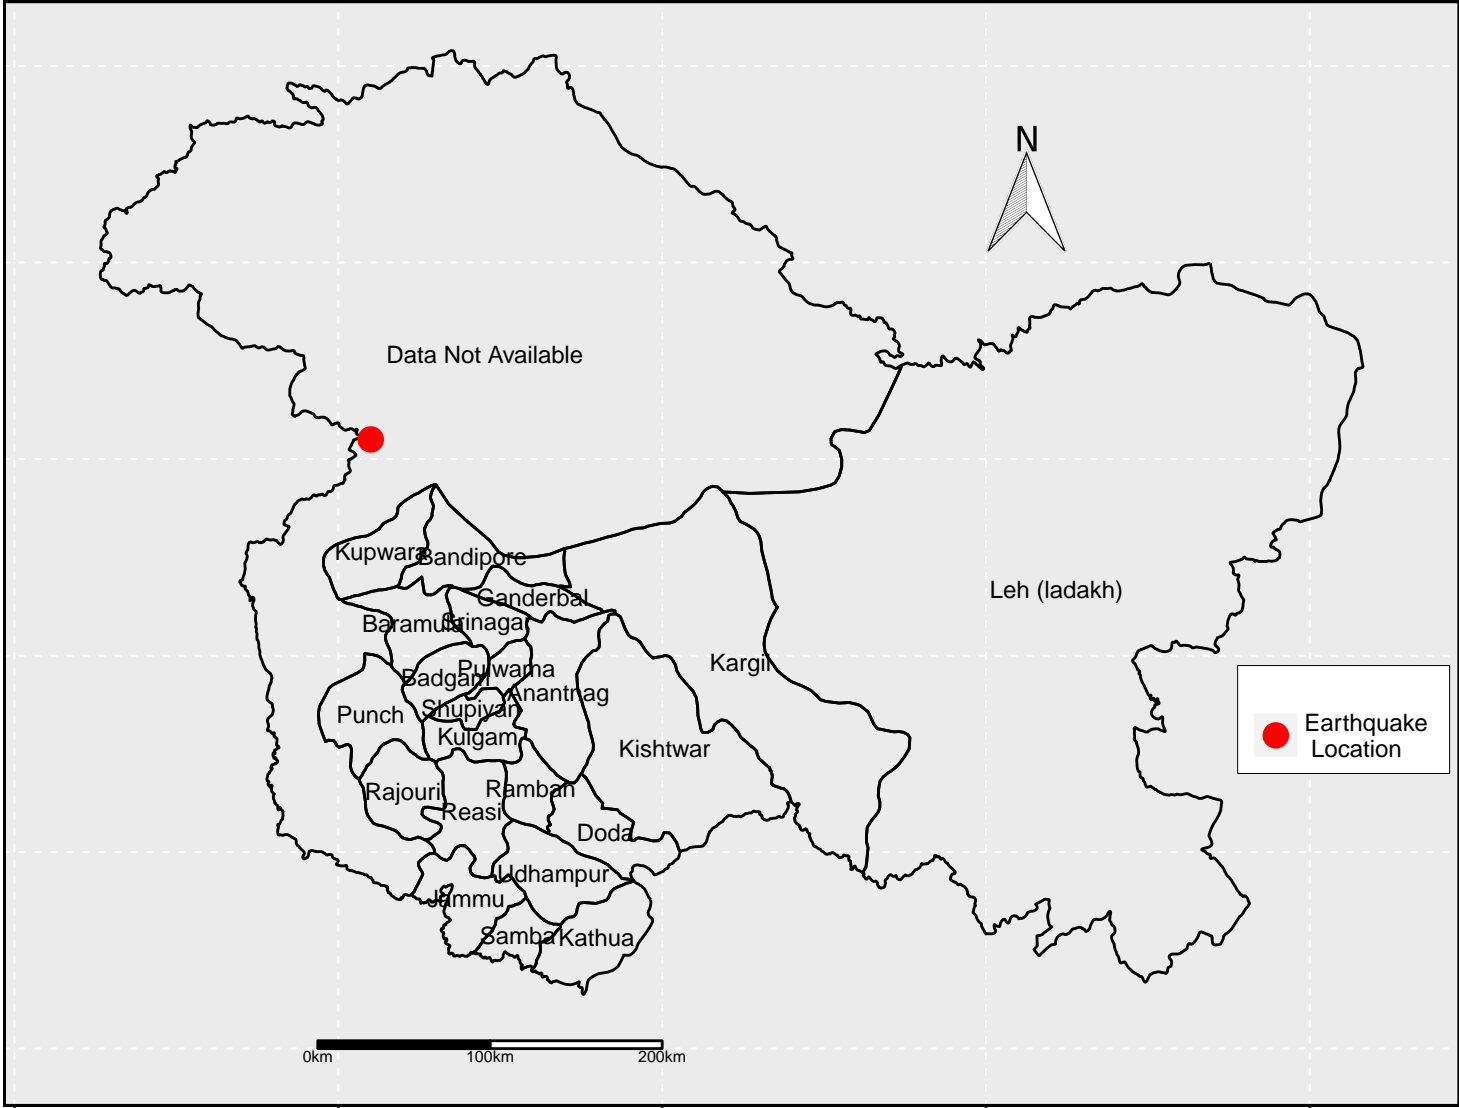 N
Data Not Available
Kupwara
Bandipore
Leh (ladakh)
Ganderbal
Baramula
Srinagar
Kargil
Pulwama
Badgam
Anantnag
Shupiyan
Punch
Earthquake
Location
Kulgam
Kishtwar
Rajouri
Ramban
Reasi
Doda
Udhampur
Jammu
Samba
Kathua
0km
100km
200km